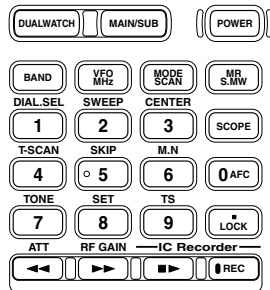 DUALWATCH MAIN/SUB POWER
BAND VFO MHz MODE SCAN MR S.MW
DIAL.SEL SWEEP CENTER
1 2 3 SCOPE
T-SCAN SKIP M.N
4 5 6 0 AFC
TONE SET TS
7 8 9 LOCK
ATT RF GAIN IC Recorder
◄◄ ►► ■► REC